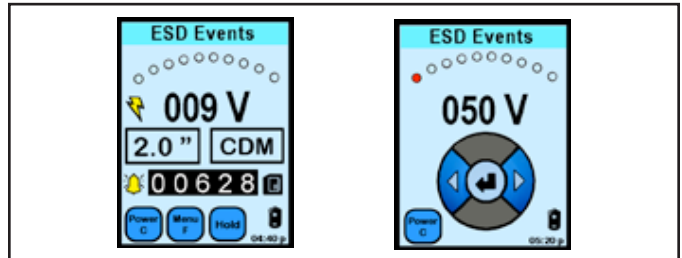 ESD Events
009 V
2.0 ” CDM
00628
Power Menu Hold
C F
04:40 p
ESD Events
050 V
Power
C
05:20 p